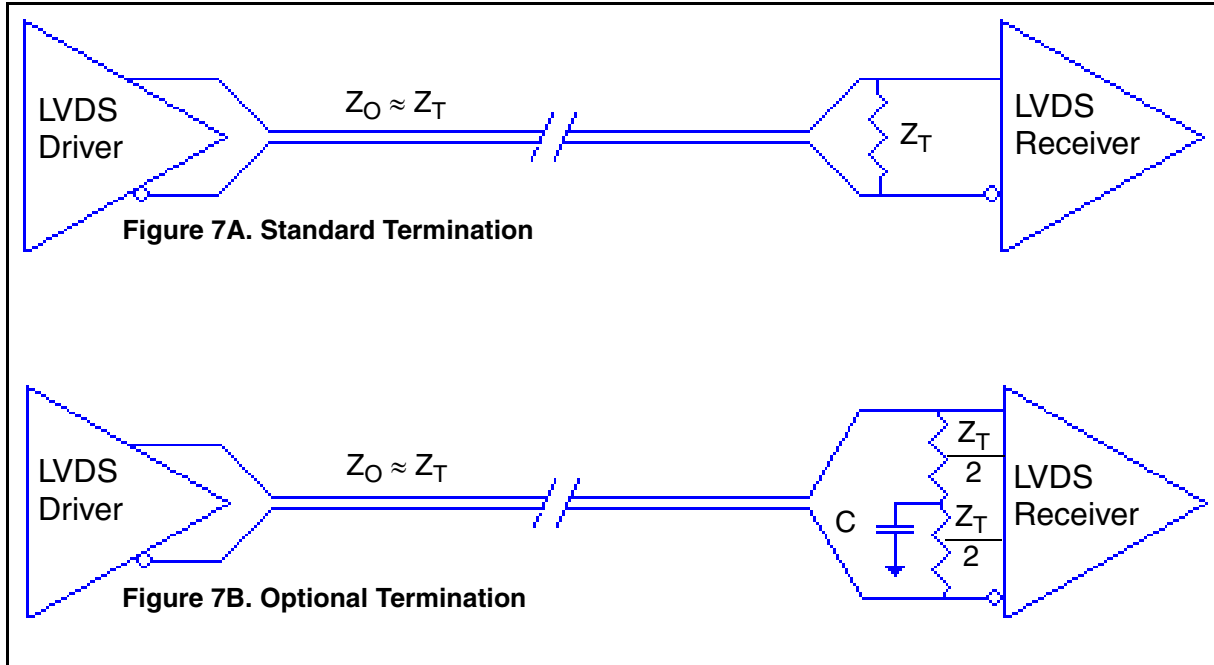 LVDS
Driver
Z_O ≈ Z_T
Z_T
LVDS
Receiver
Figure 7A. Standard Termination
LVDS
Driver
Z_O ≈ Z_T
C
Z_T
2
Z_T
2
LVDS
Receiver
Figure 7B. Optional Termination